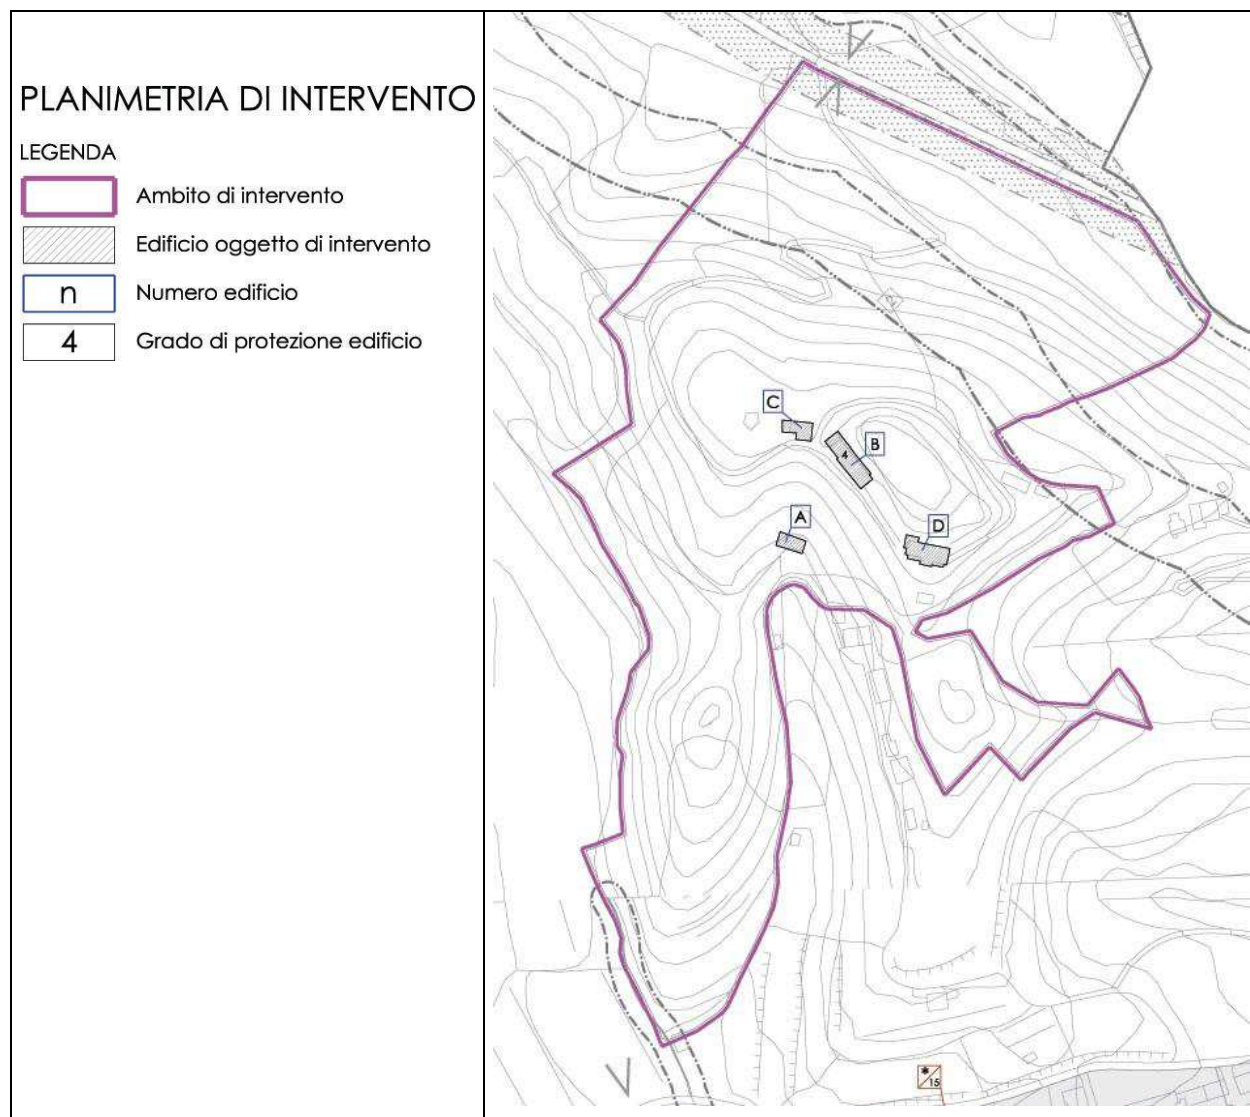 PLANIMETRIA DI INTERVENTO
LEGENDA
Ambito di intervento
Edificio oggetto di intervento
n Numero edificio
4 Grado di protezione edificio
C
B
4
A
D
*
15